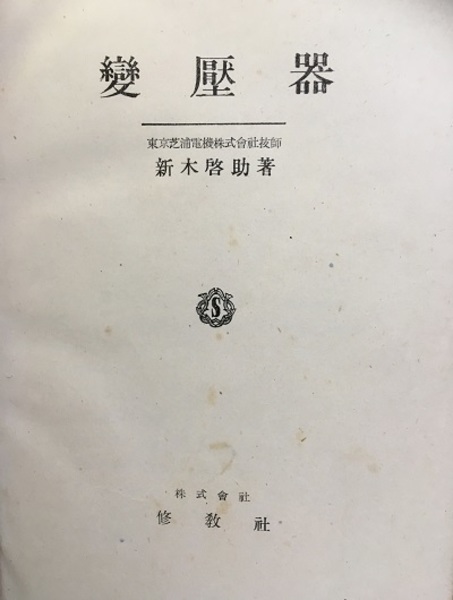 變壓器
東京芝浦電機株式會社技師
新木啓助著
S
株式會社
修敎社